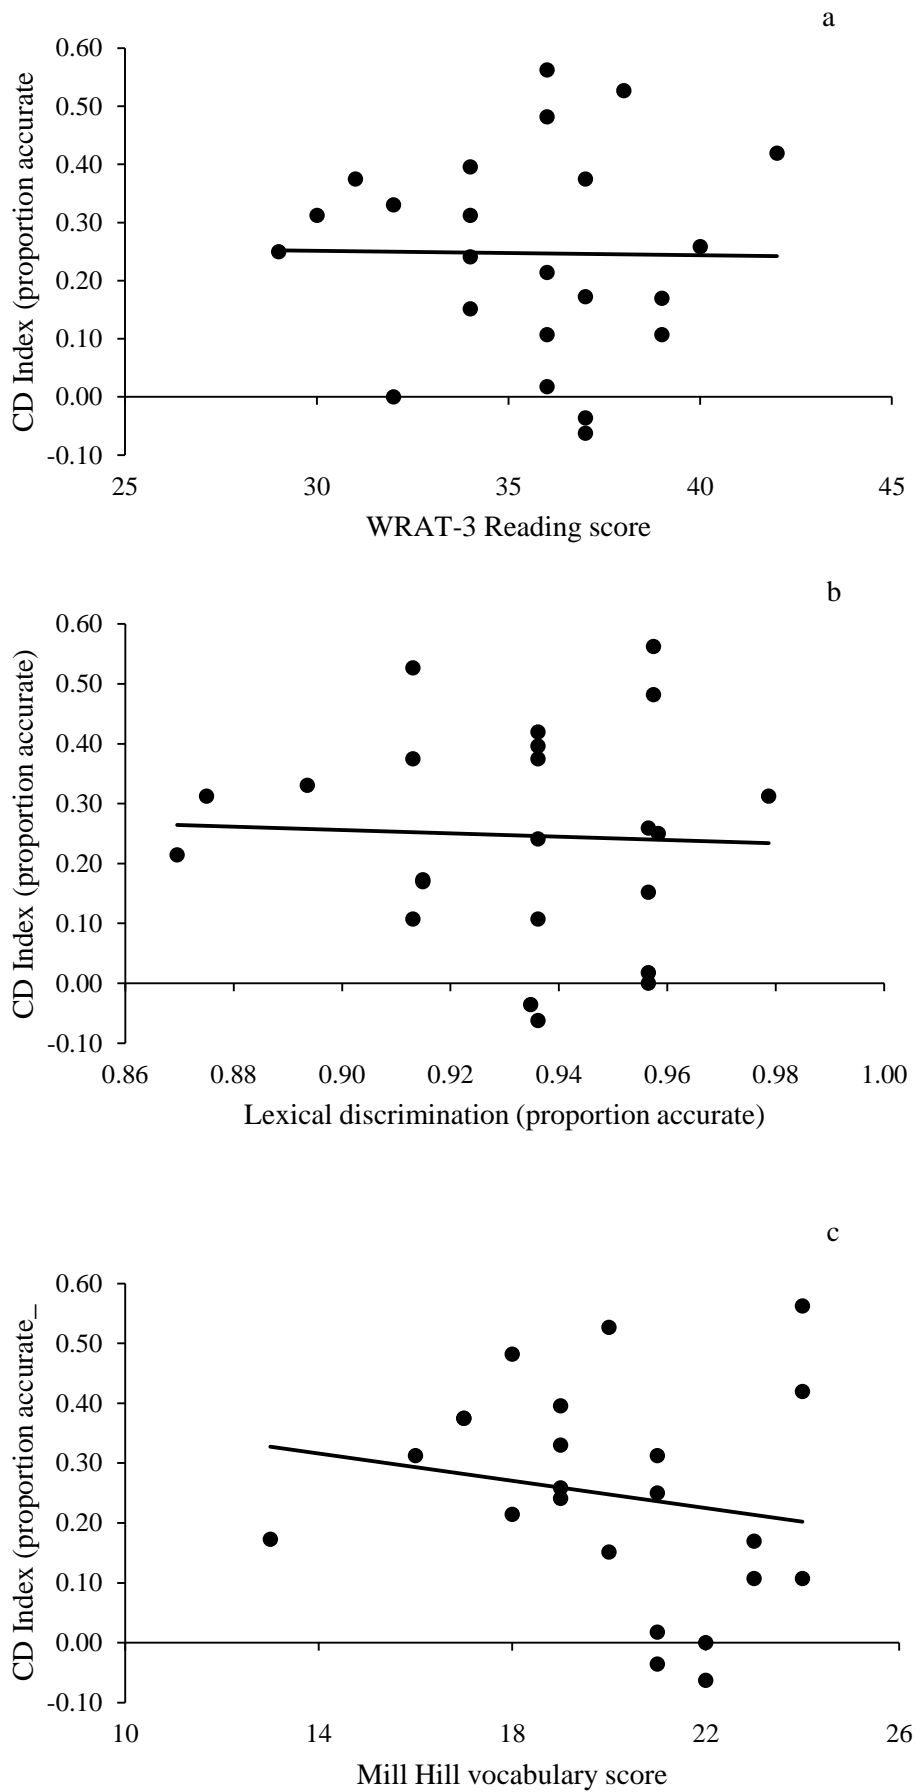 a
0.60
0.50
0.40
0.30
0.20
0.10
0.00
-0.10
25 30 35 40 45
CD Index (proportion accurate
WRAT-3 Reading score
b
0.60
0.50
0.40
0.30
0.20
0.10
0.00
-0.10
0.86 0.88 0.90 0.92 0.94 0.96 0.98 1.00
CD Index (proportion accurate)
Lexical discrimination (proportion accurate)
c
0.60
0.50
0.40
0.30
0.20
0.10
0.00
-0.10
10 14 18 22 26
CD Index (proportion accurate_
Mill Hill vocabulary score